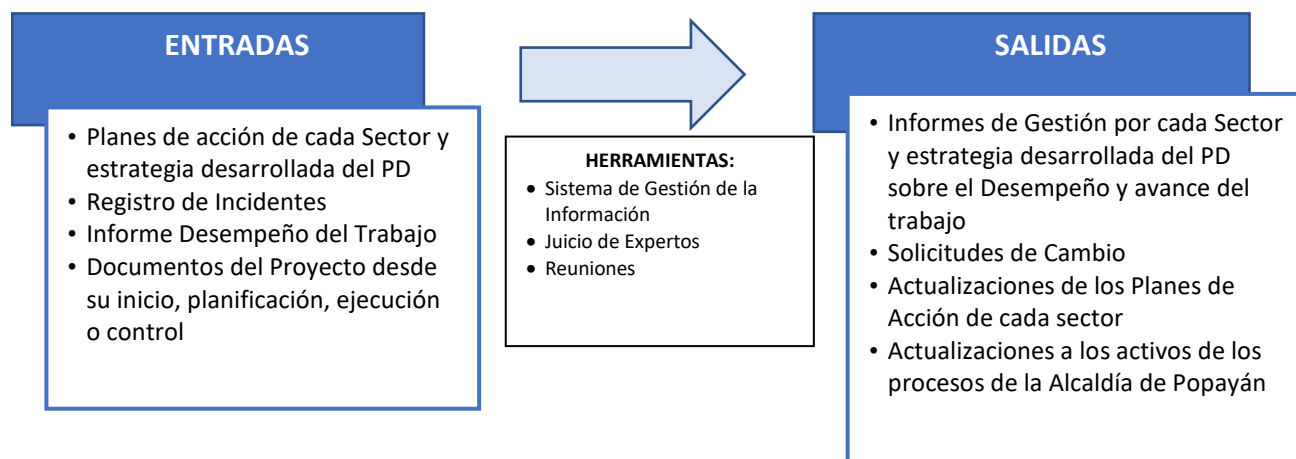 ENTRADAS
• Planes de acción de cada Sector y
estrategia desarrollada del PD
• Registro de Incidentes
• Informe Desempeño del Trabajo
• Documentos del Proyecto desde
su inicio, planificación, ejecución
o control
HERRAMIENTAS:
• Sistema de Gestión de la
Información
• Juicio de Expertos
• Reuniones
SALIDAS
• Informes de Gestión por cada Sector
y estrategia desarrollada del PD
sobre el Desempeño y avance del
trabajo
• Solicitudes de Cambio
• Actualizaciones de los Planes de
Acción de cada sector
• Actualizaciones a los activos de los
procesos de la Alcaldía de Popayán